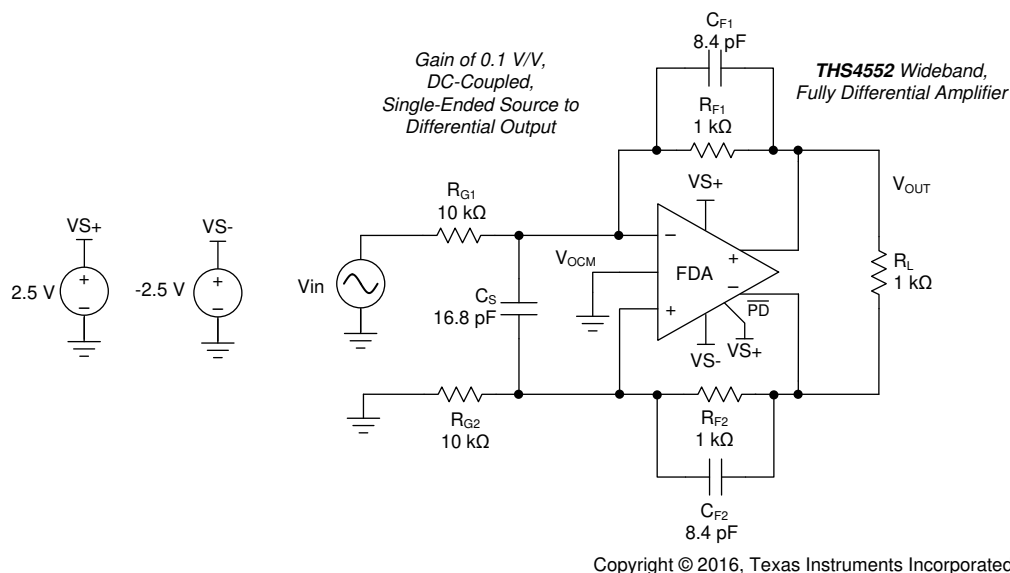 Gain of 0.1 V/V,
DC-Coupled,
Single-Ended Source to
Differential Output
CF1
8.4 pF
THS4552 Wideband,
Fully Differential Amplifier
RF1
1 kΩ
VS+
VOUT
RG1
10 kΩ
VS+
VS-
+
−
2.5 V
+
−
-2.5 V
Vin
VOCM
−
+
FDA
+
−
CS
16.8 pF
RL
1 kΩ
PD
VS-
VS+
RG2
10 kΩ
RF2
1 kΩ
CF2
8.4 pF
Copyright © 2016, Texas Instruments Incorporated